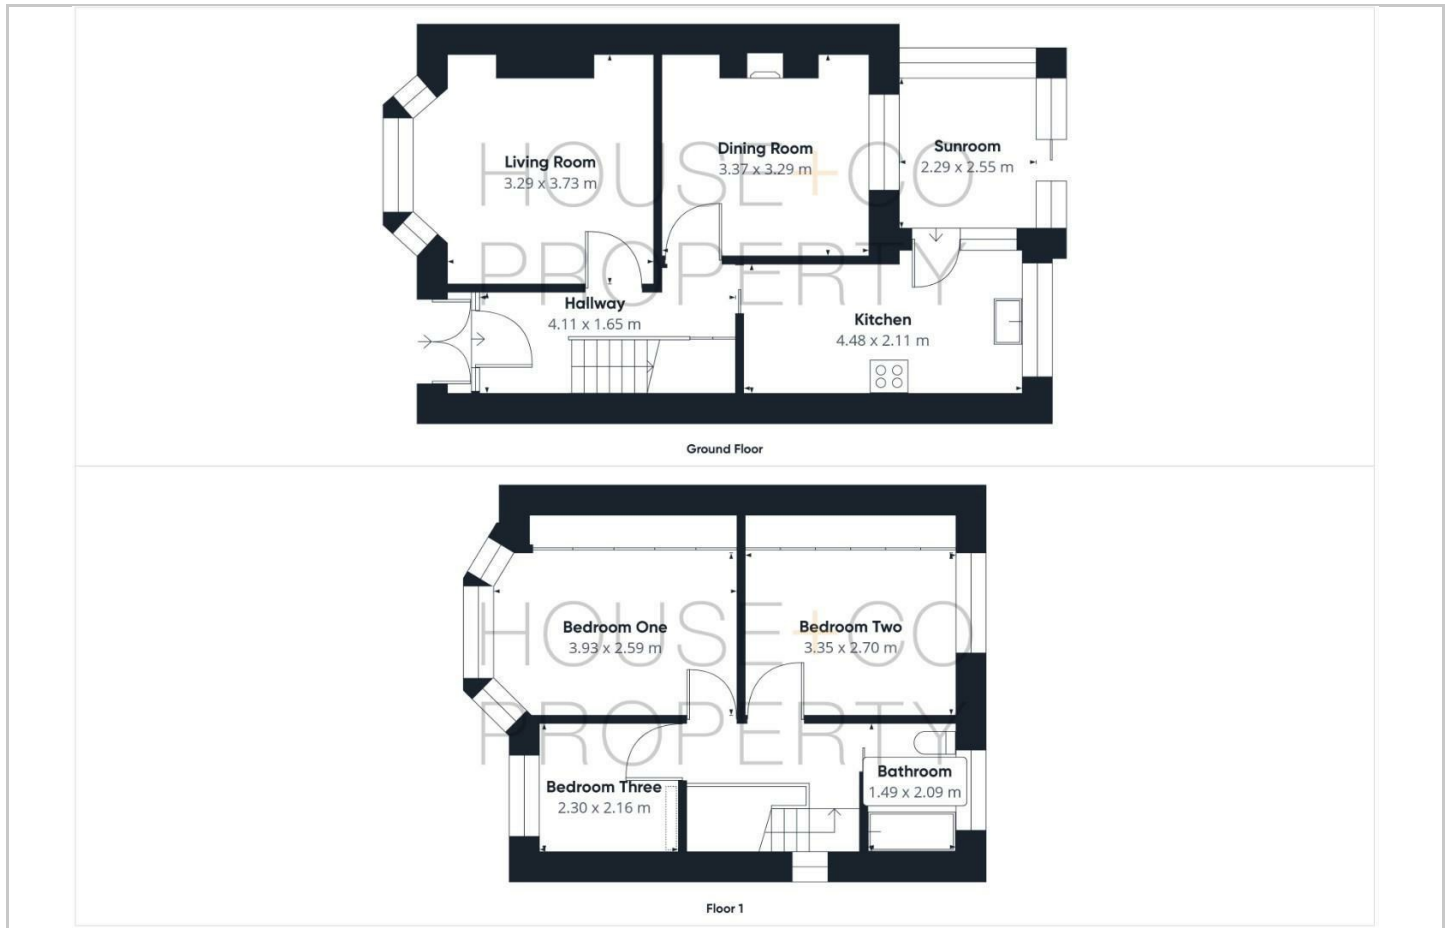 Living Room
3.29 x 3.73 m
Dining Room
3.37 x 3.29 m
Sunroom
2.29 x 2.55 m
HOUSE+CO
PROPERTY
Hallway
4.11 x 1.65 m
Kitchen
4.48 x 2.11 m
Ground Floor
Bedroom One
3.93 x 2.59 m
Bedroom Two
3.35 x 2.70 m
HOUSE+CO
PROPERTY
Bedroom Three
2.30 x 2.16 m
Bathroom
1.49 x 2.09 m
Floor 1